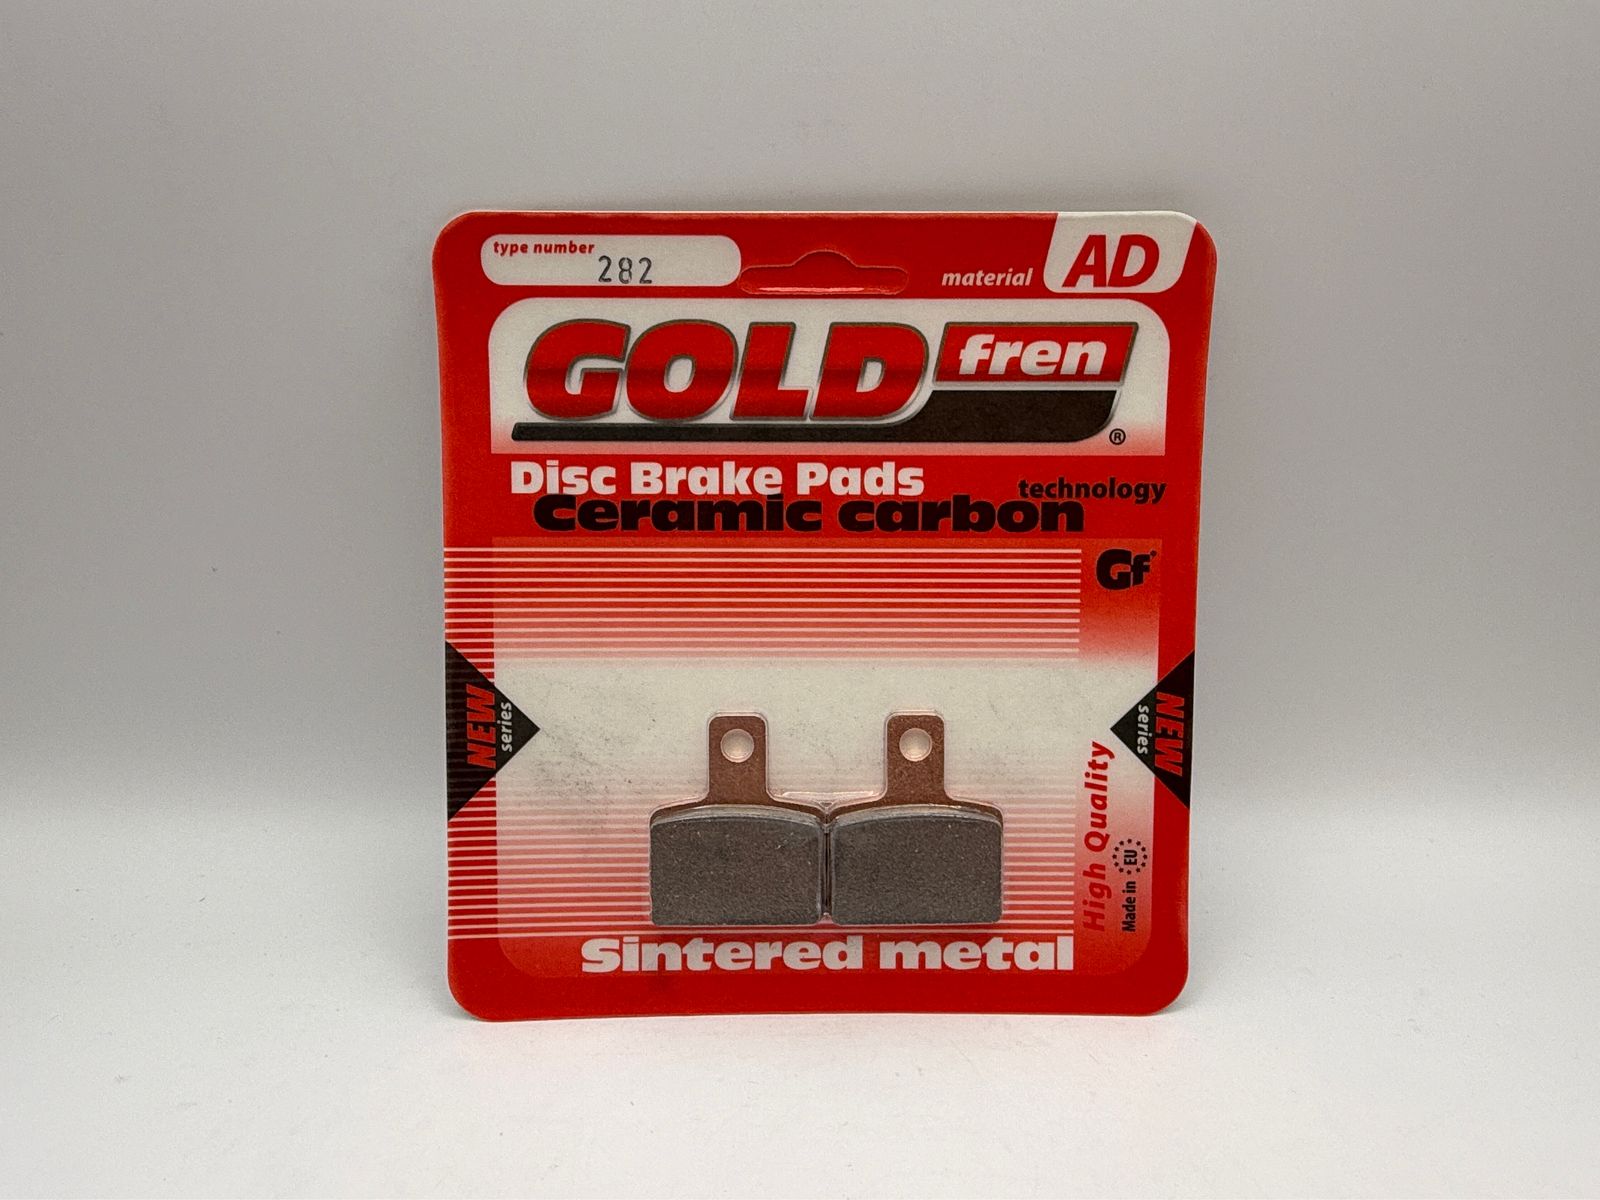 type number
282
material AD
GOLD fren
®
Disc Brake Pads
technology
Ceramic carbon
Gf
NEW
series
NEW
series
High Quality
Made in EU
Sintered metal